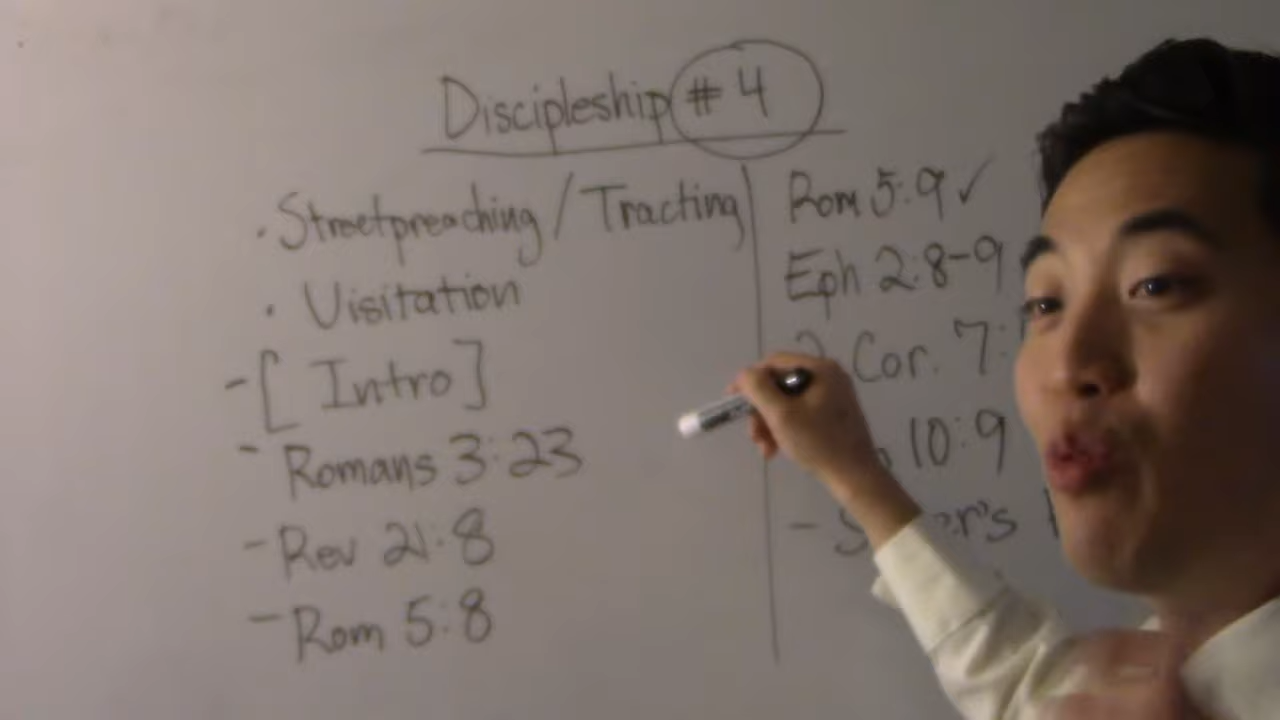 Discipleship # 4
· Streetpreaching / Tracting
· Visitation
- [ Intro ]
- Romans 3:23
- Rev 21:8
- Rom 5:8
Rom 5:9 ✓
Eph 2:8-9
Cor. 7:
10:9
-